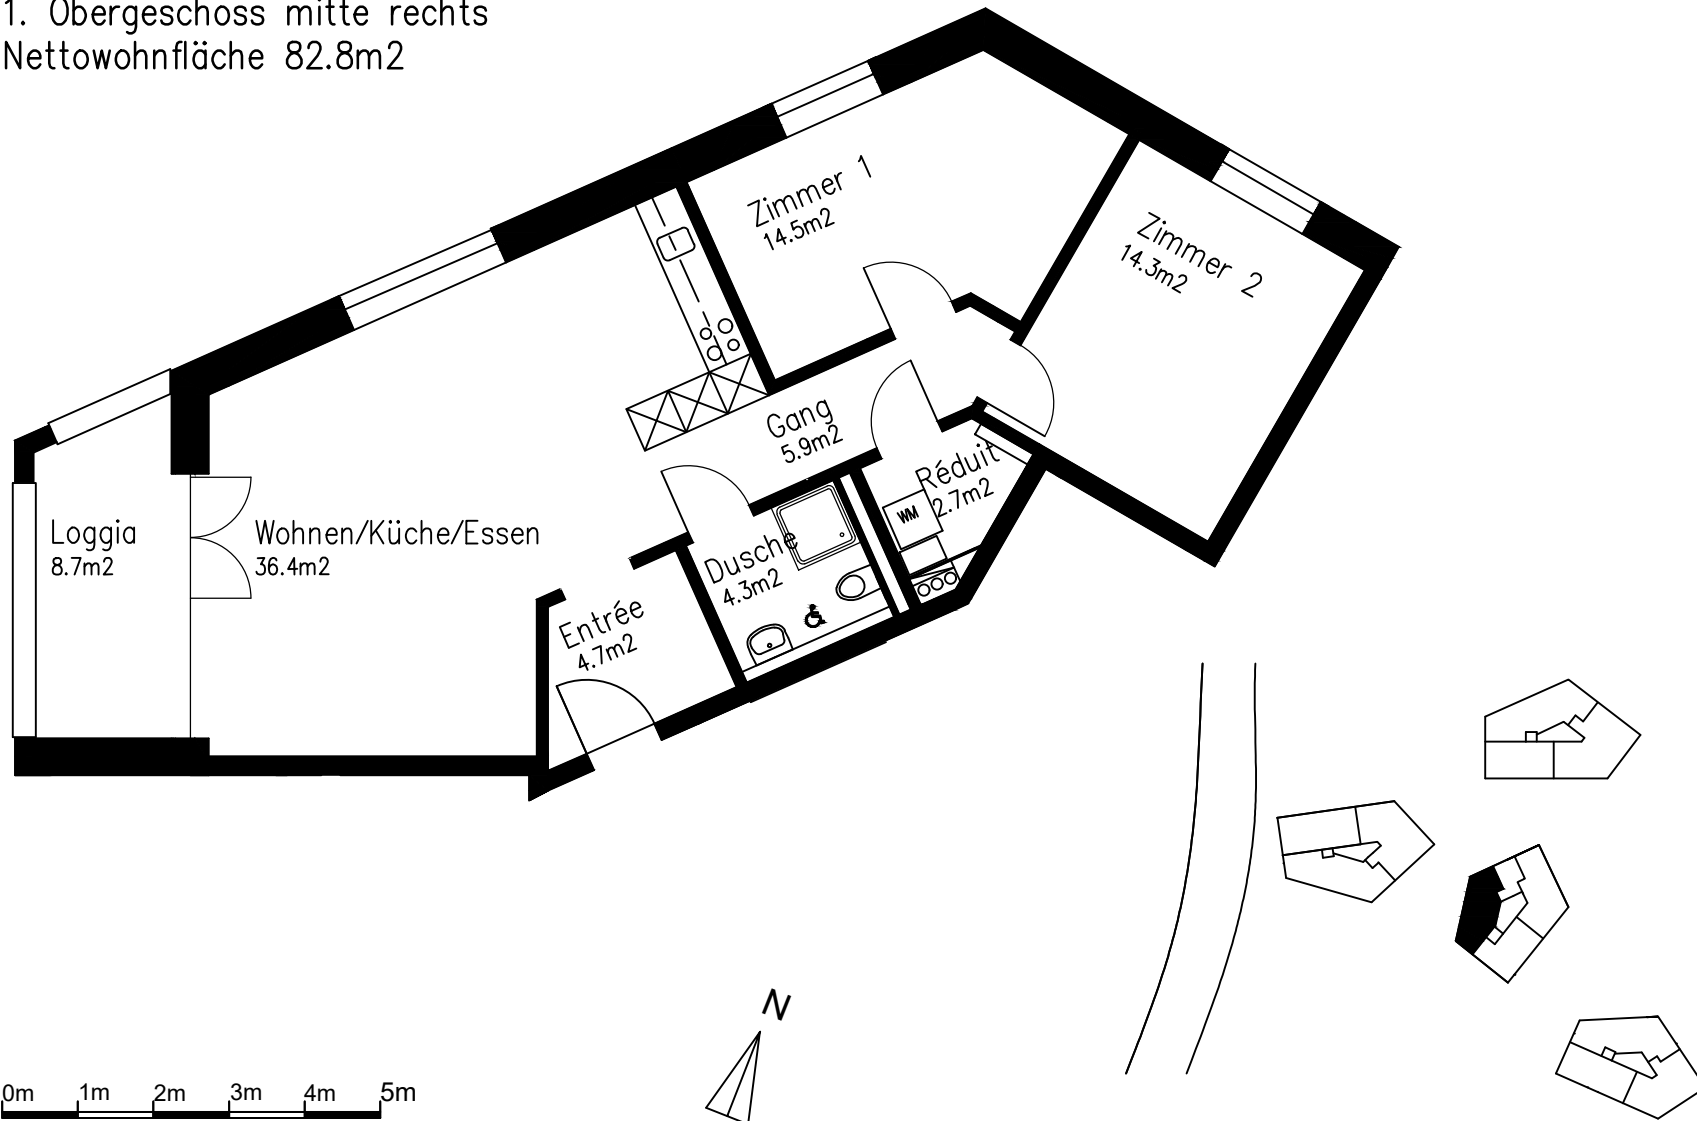 1. Obergeschoss mitte rechts
Nettowohnfläche 82.8m2
Zimmer 1
14.5m2
Zimmer 2
14.3m2
Gang
5.9m2
Réduit
2.7m2
WM
Loggia
8.7m2
Wohnen/Küche/Essen
36.4m2
Dusche
4.3m2
Entrée
4.7m2
N
0m 1m 2m 3m 4m 5m